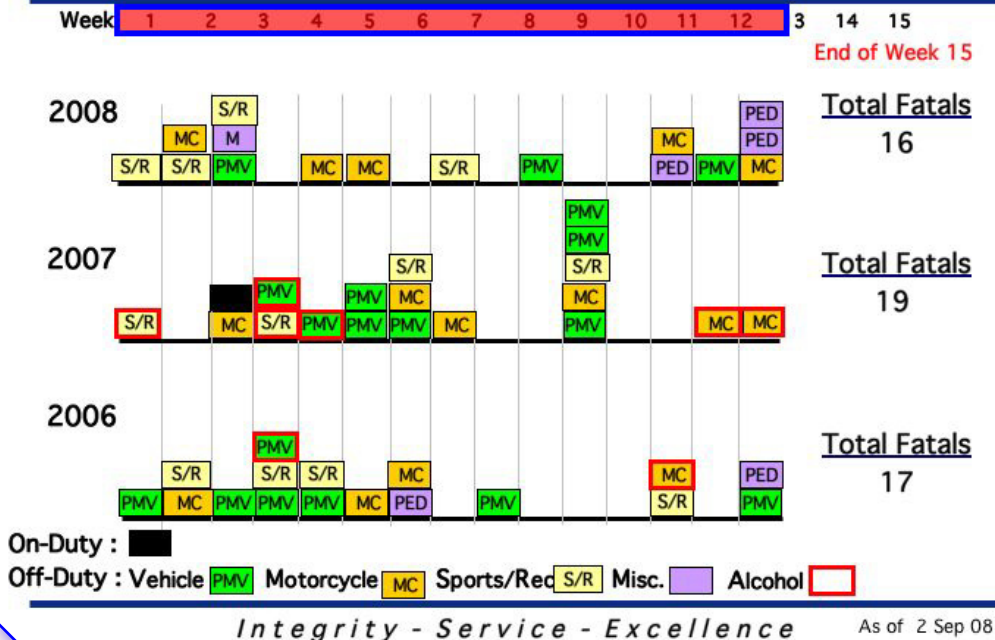 Week 1 2 3 4 5 6 7 8 9 10 11 12 3 14 15
End of Week 15
2008
S/R
MC M
S/R S/R PMV MC MC S/R PMV
PED
MC PED
PED PMV MC
Total Fatals
16
2007
PMV
PMV
S/R S/R
PMV PMV MC MC
S/R MC S/R PMV PMV PMV MC PMV MC MC
Total Fatals
19
2006
PMV
S/R S/R S/R MC MC PED
PMV MC PMV PMV PMV MC PED PMV S/R PMV
Total Fatals
17
On-Duty :
Off-Duty : Vehicle PMV Motorcycle MC Sports/Rec S/R Misc. Alcohol
Integrity - Service - Excellence As of 2 Sep 08